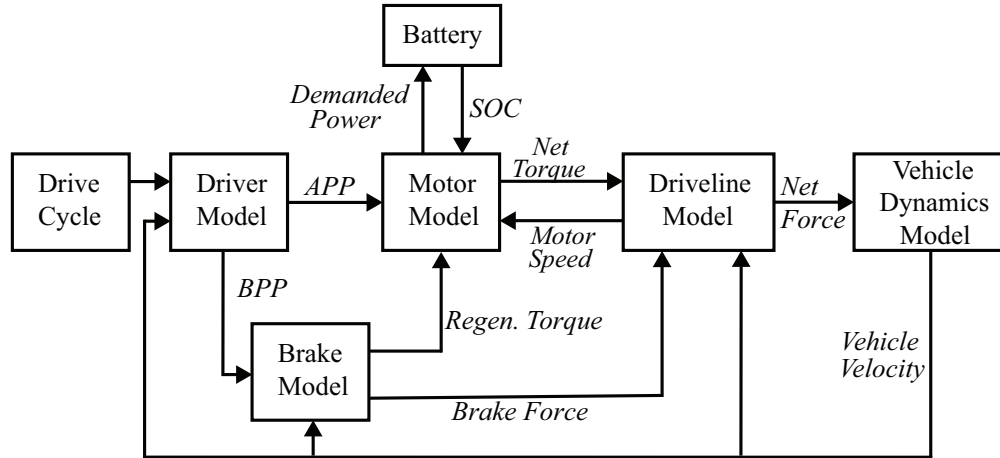 Battery
Demanded
Power
SOC
Drive
Cycle
Driver
Model
APP
Motor
Model
Net
Torque
Motor
Speed
Driveline
Model
Net
Force
Vehicle
Dynamics
Model
BPP
Brake
Model
Regen. Torque
Brake Force
Vehicle
Velocity